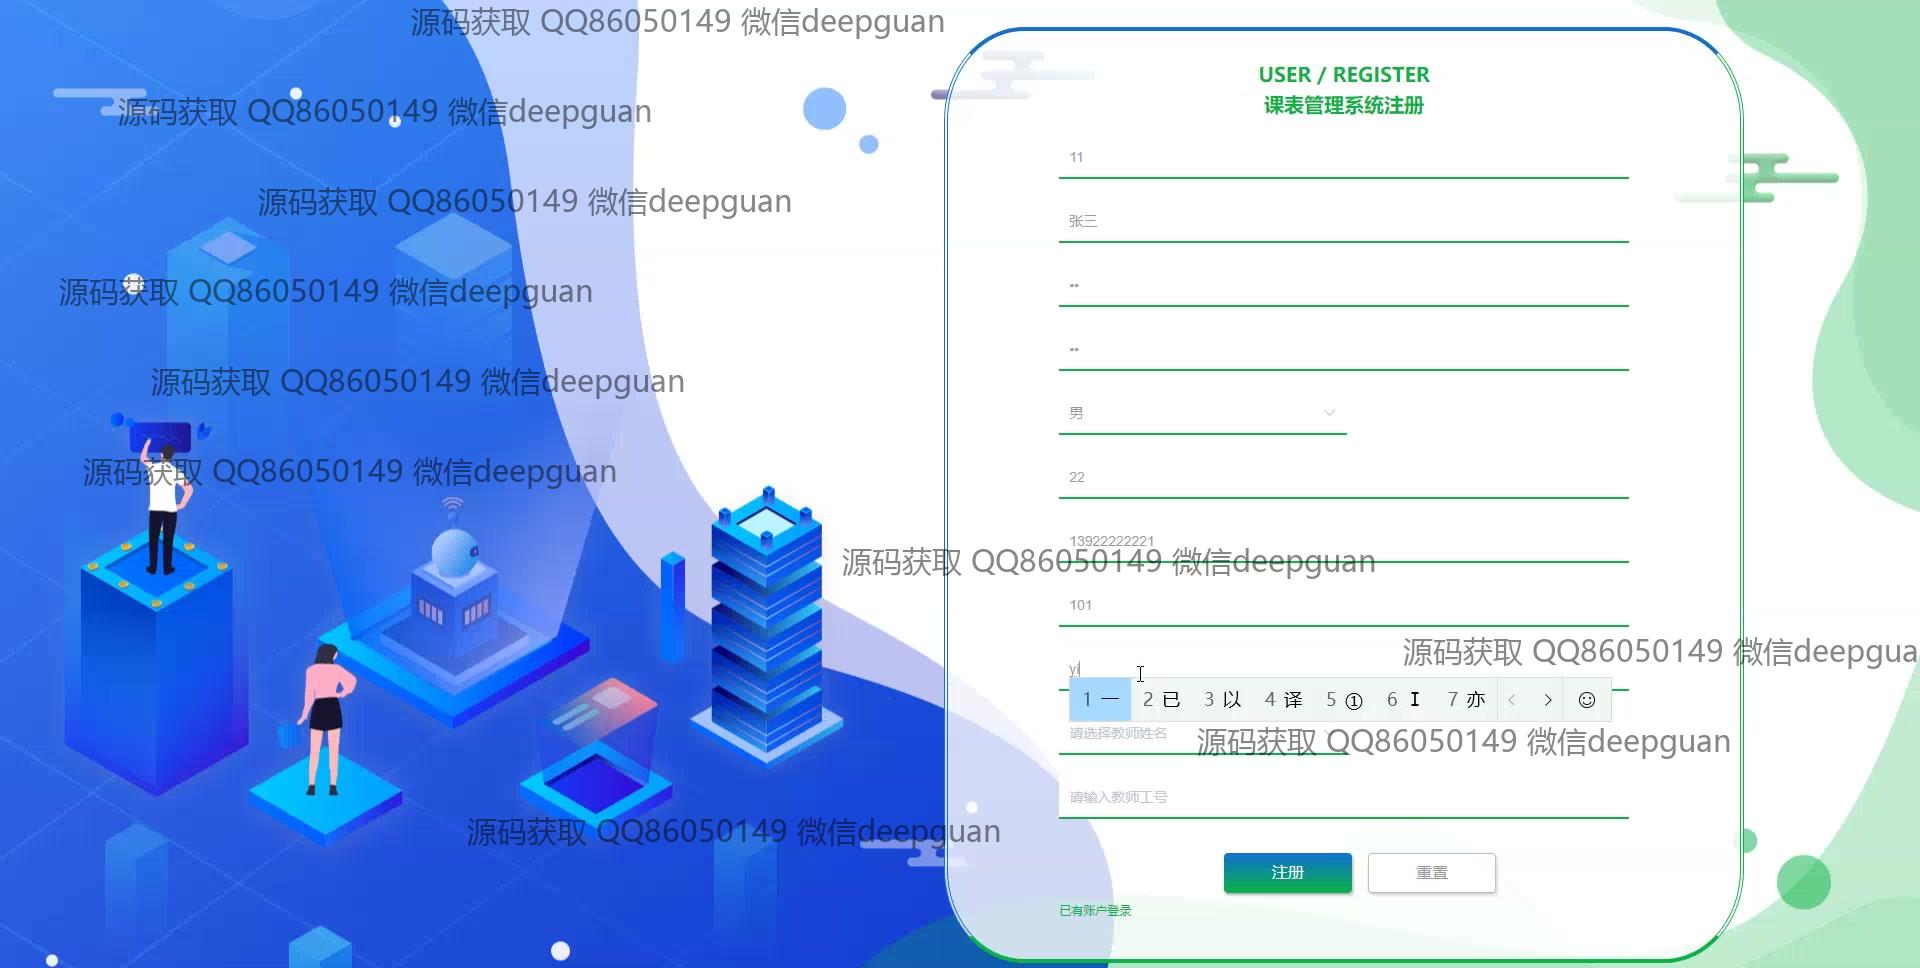 源码获取 QQ86050149 微信deepguan
USER / REGISTER
课表管理系统注册
源码获取 QQ86050149 微信deepguan
11
源码获取 QQ86050149 微信deepguan
张三
源码获取 QQ86050149 微信deepguan
••
••
源码获取 QQ86050149 微信deepguan
男
源码获取 QQ86050149 微信deepguan
22
13922222221
源码获取 QQ86050149 微信deepguan
101
源码获取 QQ86050149 微信deepgua
yi
1 一 2 已 3 以 4 译 5 ① 6 I 7 亦 < > ☺
请选择教师姓名
源码获取 QQ86050149 微信deepguan
请输入教师工号
源码获取 QQ86050149 微信deepguan
注册 重置
已有账户登录